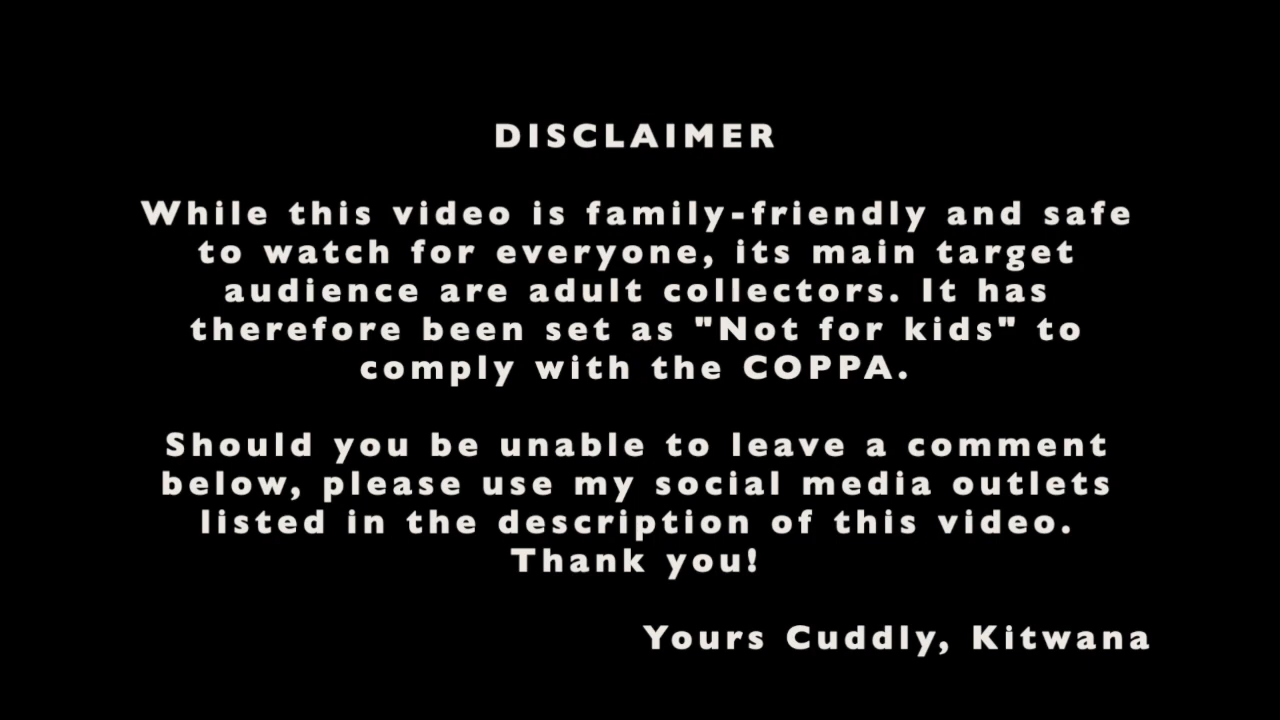 DISCLAIMER
While this video is family-friendly and safe
to watch for everyone, its main target
audience are adult collectors. It has
therefore been set as "Not for kids" to
comply with the COPPA.
Should you be unable to leave a comment
below, please use my social media outlets
listed in the description of this video.
Thank you!
Yours Cuddly, Kitwana